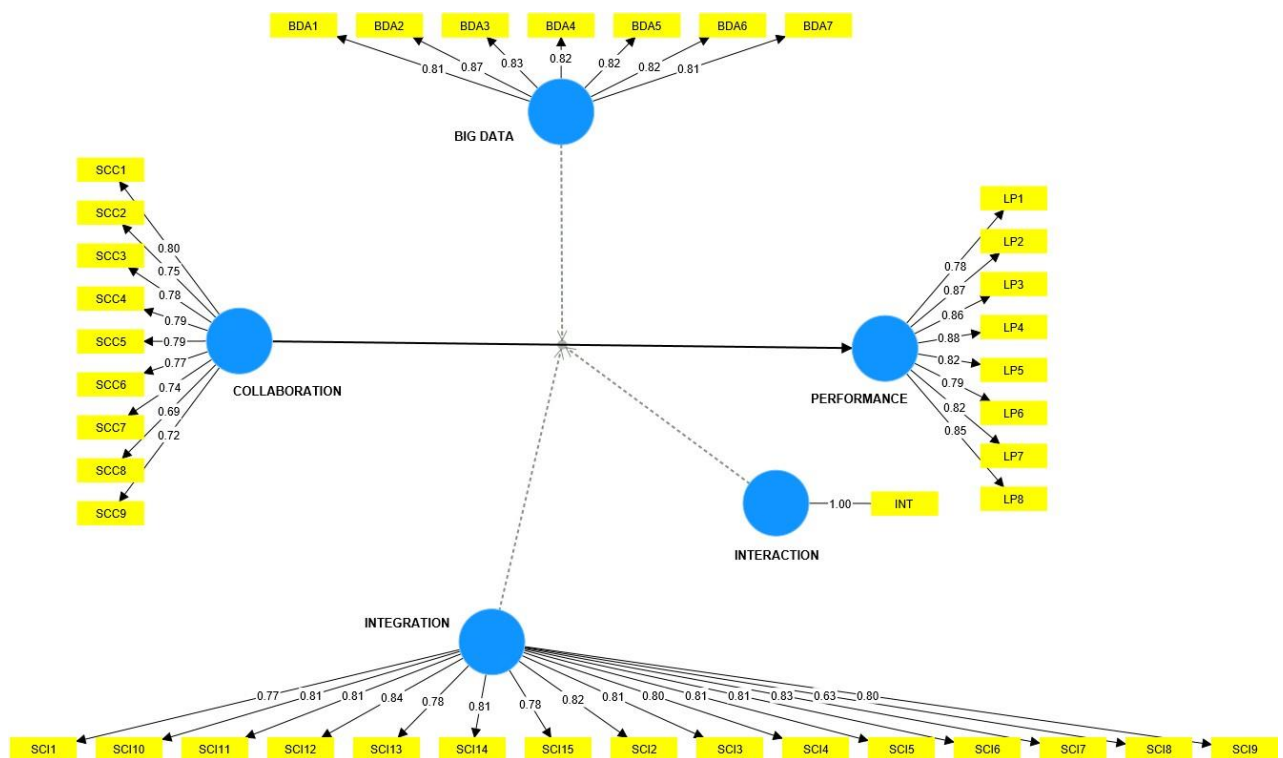 BDA1 BDA2 BDA3 BDA4 BDA5 BDA6 BDA7
0.81 0.87 0.83 0.82 0.82 0.82 0.81
BIG DATA
SCC1
SCC2
SCC3
SCC4
SCC5
SCC6
SCC7
SCC8
SCC9
0.80
0.75
0.78
0.79
0.79
0.77
0.74
0.69
0.72
COLLABORATION
LP1
LP2
LP3
LP4
LP5
LP6
LP7
LP8
0.78
0.87
0.86
0.88
0.82
0.79
0.82
0.85
PERFORMANCE
1.00 INT
INTERACTION
INTEGRATION
0.77 0.81 0.81 0.84 0.78 0.81 0.78 0.82 0.81 0.80 0.81 0.81 0.83 0.63 0.80
SCI1 SCI10 SCI11 SCI12 SCI13 SCI14 SCI15 SCI2 SCI3 SCI4 SCI5 SCI6 SCI7 SCI8 SCI9